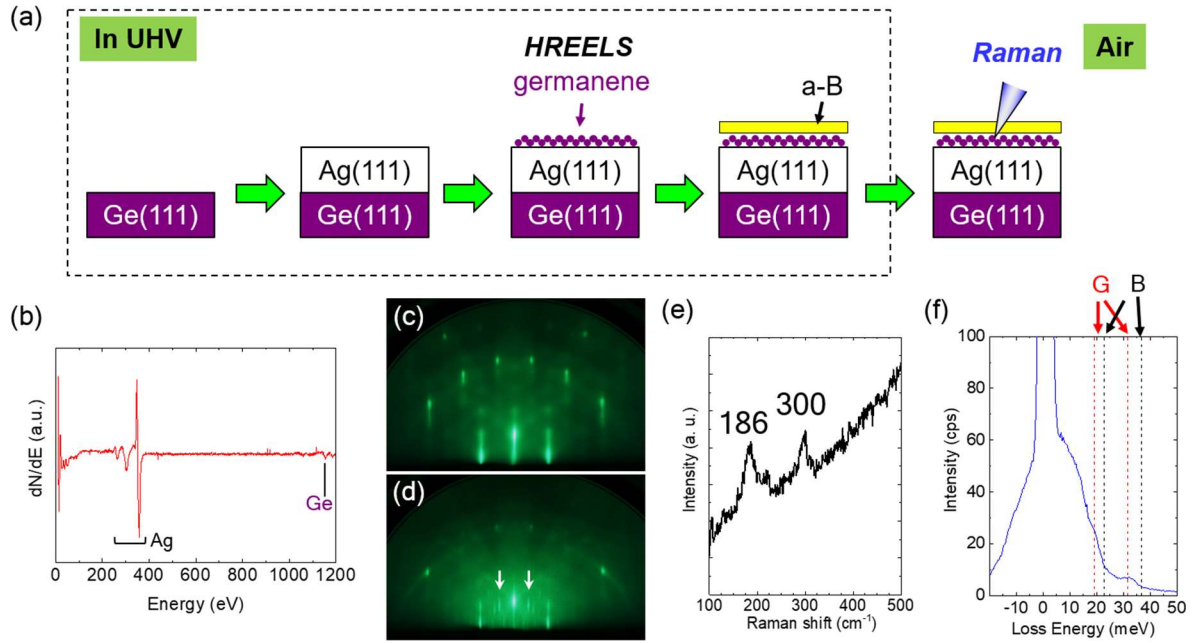 (a)
In UHV
HREELS
germanene
a-B
Raman
Air
Ge(111)
Ag(111)
Ge(111)
Ag(111)
Ge(111)
Ag(111)
Ge(111)
Ag(111)
Ge(111)
(b)
dN/dE (a.u.)
Ag
Ge
0 200 400 600 800 1000 1200
Energy (eV)
(c)
(d)
(e)
Intensity (a. u.)
186
300
100 200 300 400 500
Raman shift (cm-1)
(f)
G B
Intensity (cps)
100
80
60
40
20
0
-10 0 10 20 30 40 50
Loss Energy (meV)